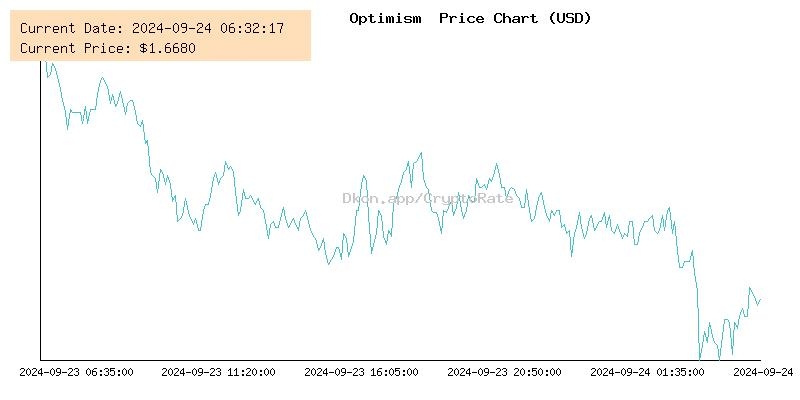 Optimism Price Chart (USD)
Current Date: 2024-09-24 06:32:17
Current Price: $1.6680
Dkon.app/CryptoRate
2024-09-23 06:35:00 2024-09-23 11:20:00 2024-09-23 16:05:00 2024-09-23 20:50:00 2024-09-24 01:35:00 2024-09-24